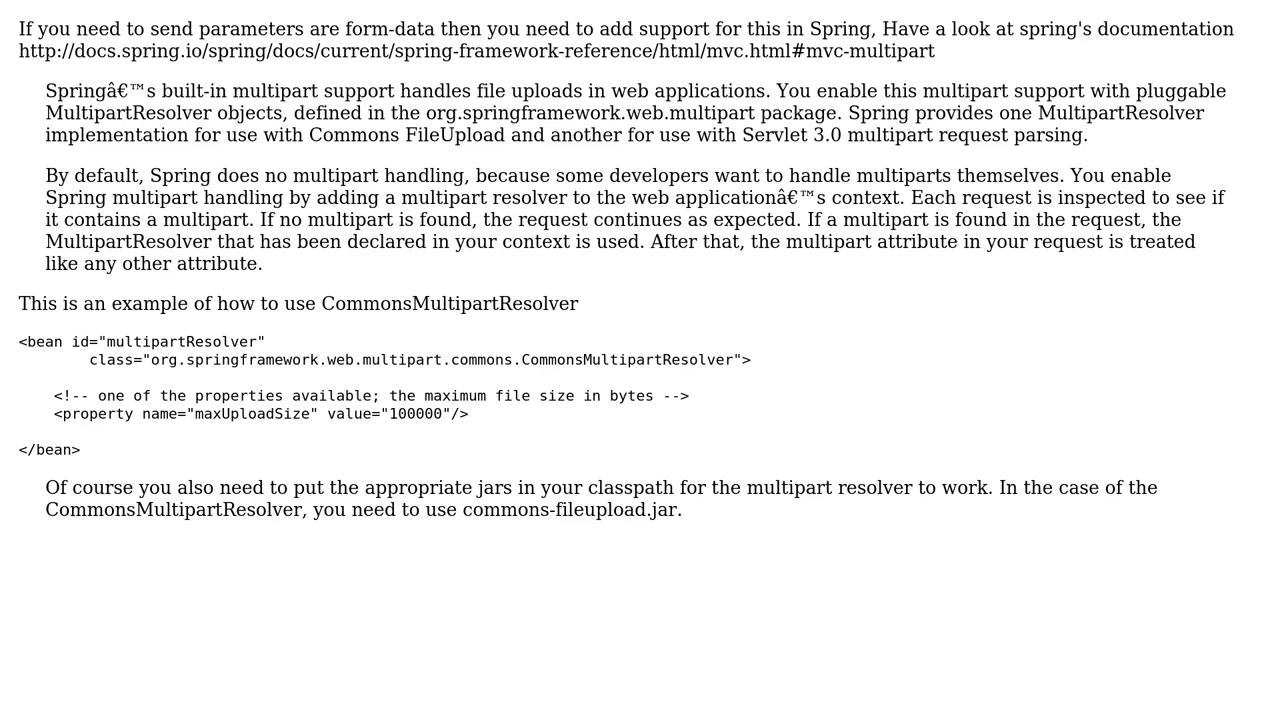 If you need to send parameters are form-data then you need to add support for this in Spring, Have a look at spring's documentation
http://docs.spring.io/spring/docs/current/spring-framework-reference/html/mvc.html#mvc-multipart
Springâ€™s built-in multipart support handles file uploads in web applications. You enable this multipart support with pluggable
MultipartResolver objects, defined in the org.springframework.web.multipart package. Spring provides one MultipartResolver
implementation for use with Commons FileUpload and another for use with Servlet 3.0 multipart request parsing.
By default, Spring does no multipart handling, because some developers want to handle multiparts themselves. You enable
Spring multipart handling by adding a multipart resolver to the web applicationâ€™s context. Each request is inspected to see if
it contains a multipart. If no multipart is found, the request continues as expected. If a multipart is found in the request, the
MultipartResolver that has been declared in your context is used. After that, the multipart attribute in your request is treated
like any other attribute.
This is an example of how to use CommonsMultipartResolver
<bean id="multipartResolver"
        class="org.springframework.web.multipart.commons.CommonsMultipartResolver">
    <!-- one of the properties available; the maximum file size in bytes -->
    <property name="maxUploadSize" value="100000"/>
</bean>
Of course you also need to put the appropriate jars in your classpath for the multipart resolver to work. In the case of the
CommonsMultipartResolver, you need to use commons-fileupload.jar.